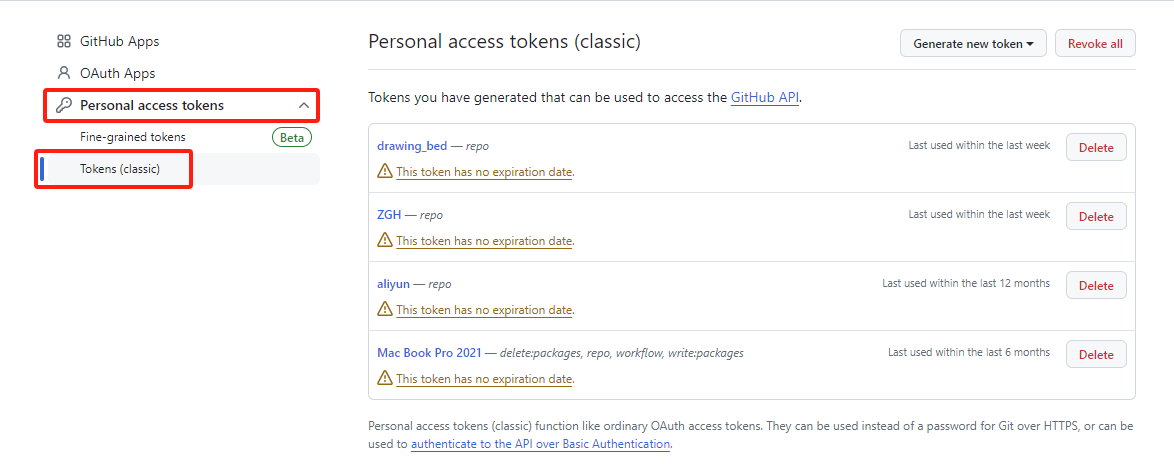 GitHub Apps
OAuth Apps
Personal access tokens
Fine-grained tokens Beta
Tokens (classic)
Personal access tokens (classic) Generate new token Revoke all
Tokens you have generated that can be used to access the GitHub API.
drawing_bed — repo Last used within the last week Delete
This token has no expiration date.
ZGH — repo Last used within the last week Delete
This token has no expiration date.
aliyun — repo Last used within the last 12 months Delete
This token has no expiration date.
Mac Book Pro 2021 — delete:packages, repo, workflow, write:packages Last used within the last 6 months Delete
This token has no expiration date.
Personal access tokens (classic) function like ordinary OAuth access tokens. They can be used instead of a password for Git over HTTPS, or can be
used to authenticate to the API over Basic Authentication.